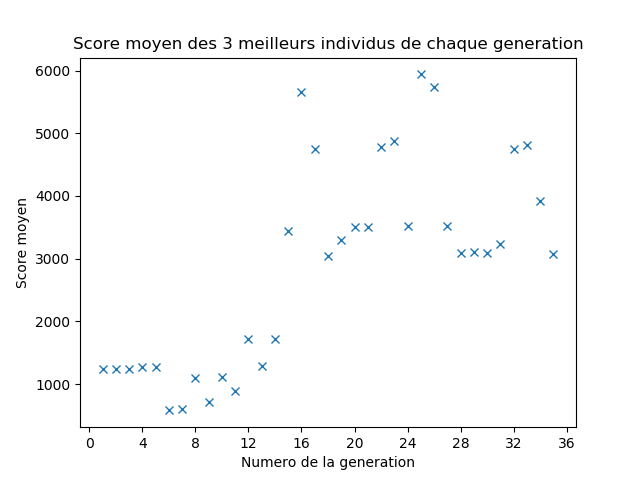 Score moyen des 3 meilleurs individus de chaque generation
6000
5000
4000
3000
2000
1000
Score moyen
0 4 8 12 16 20 24 28 32 36
Numero de la generation